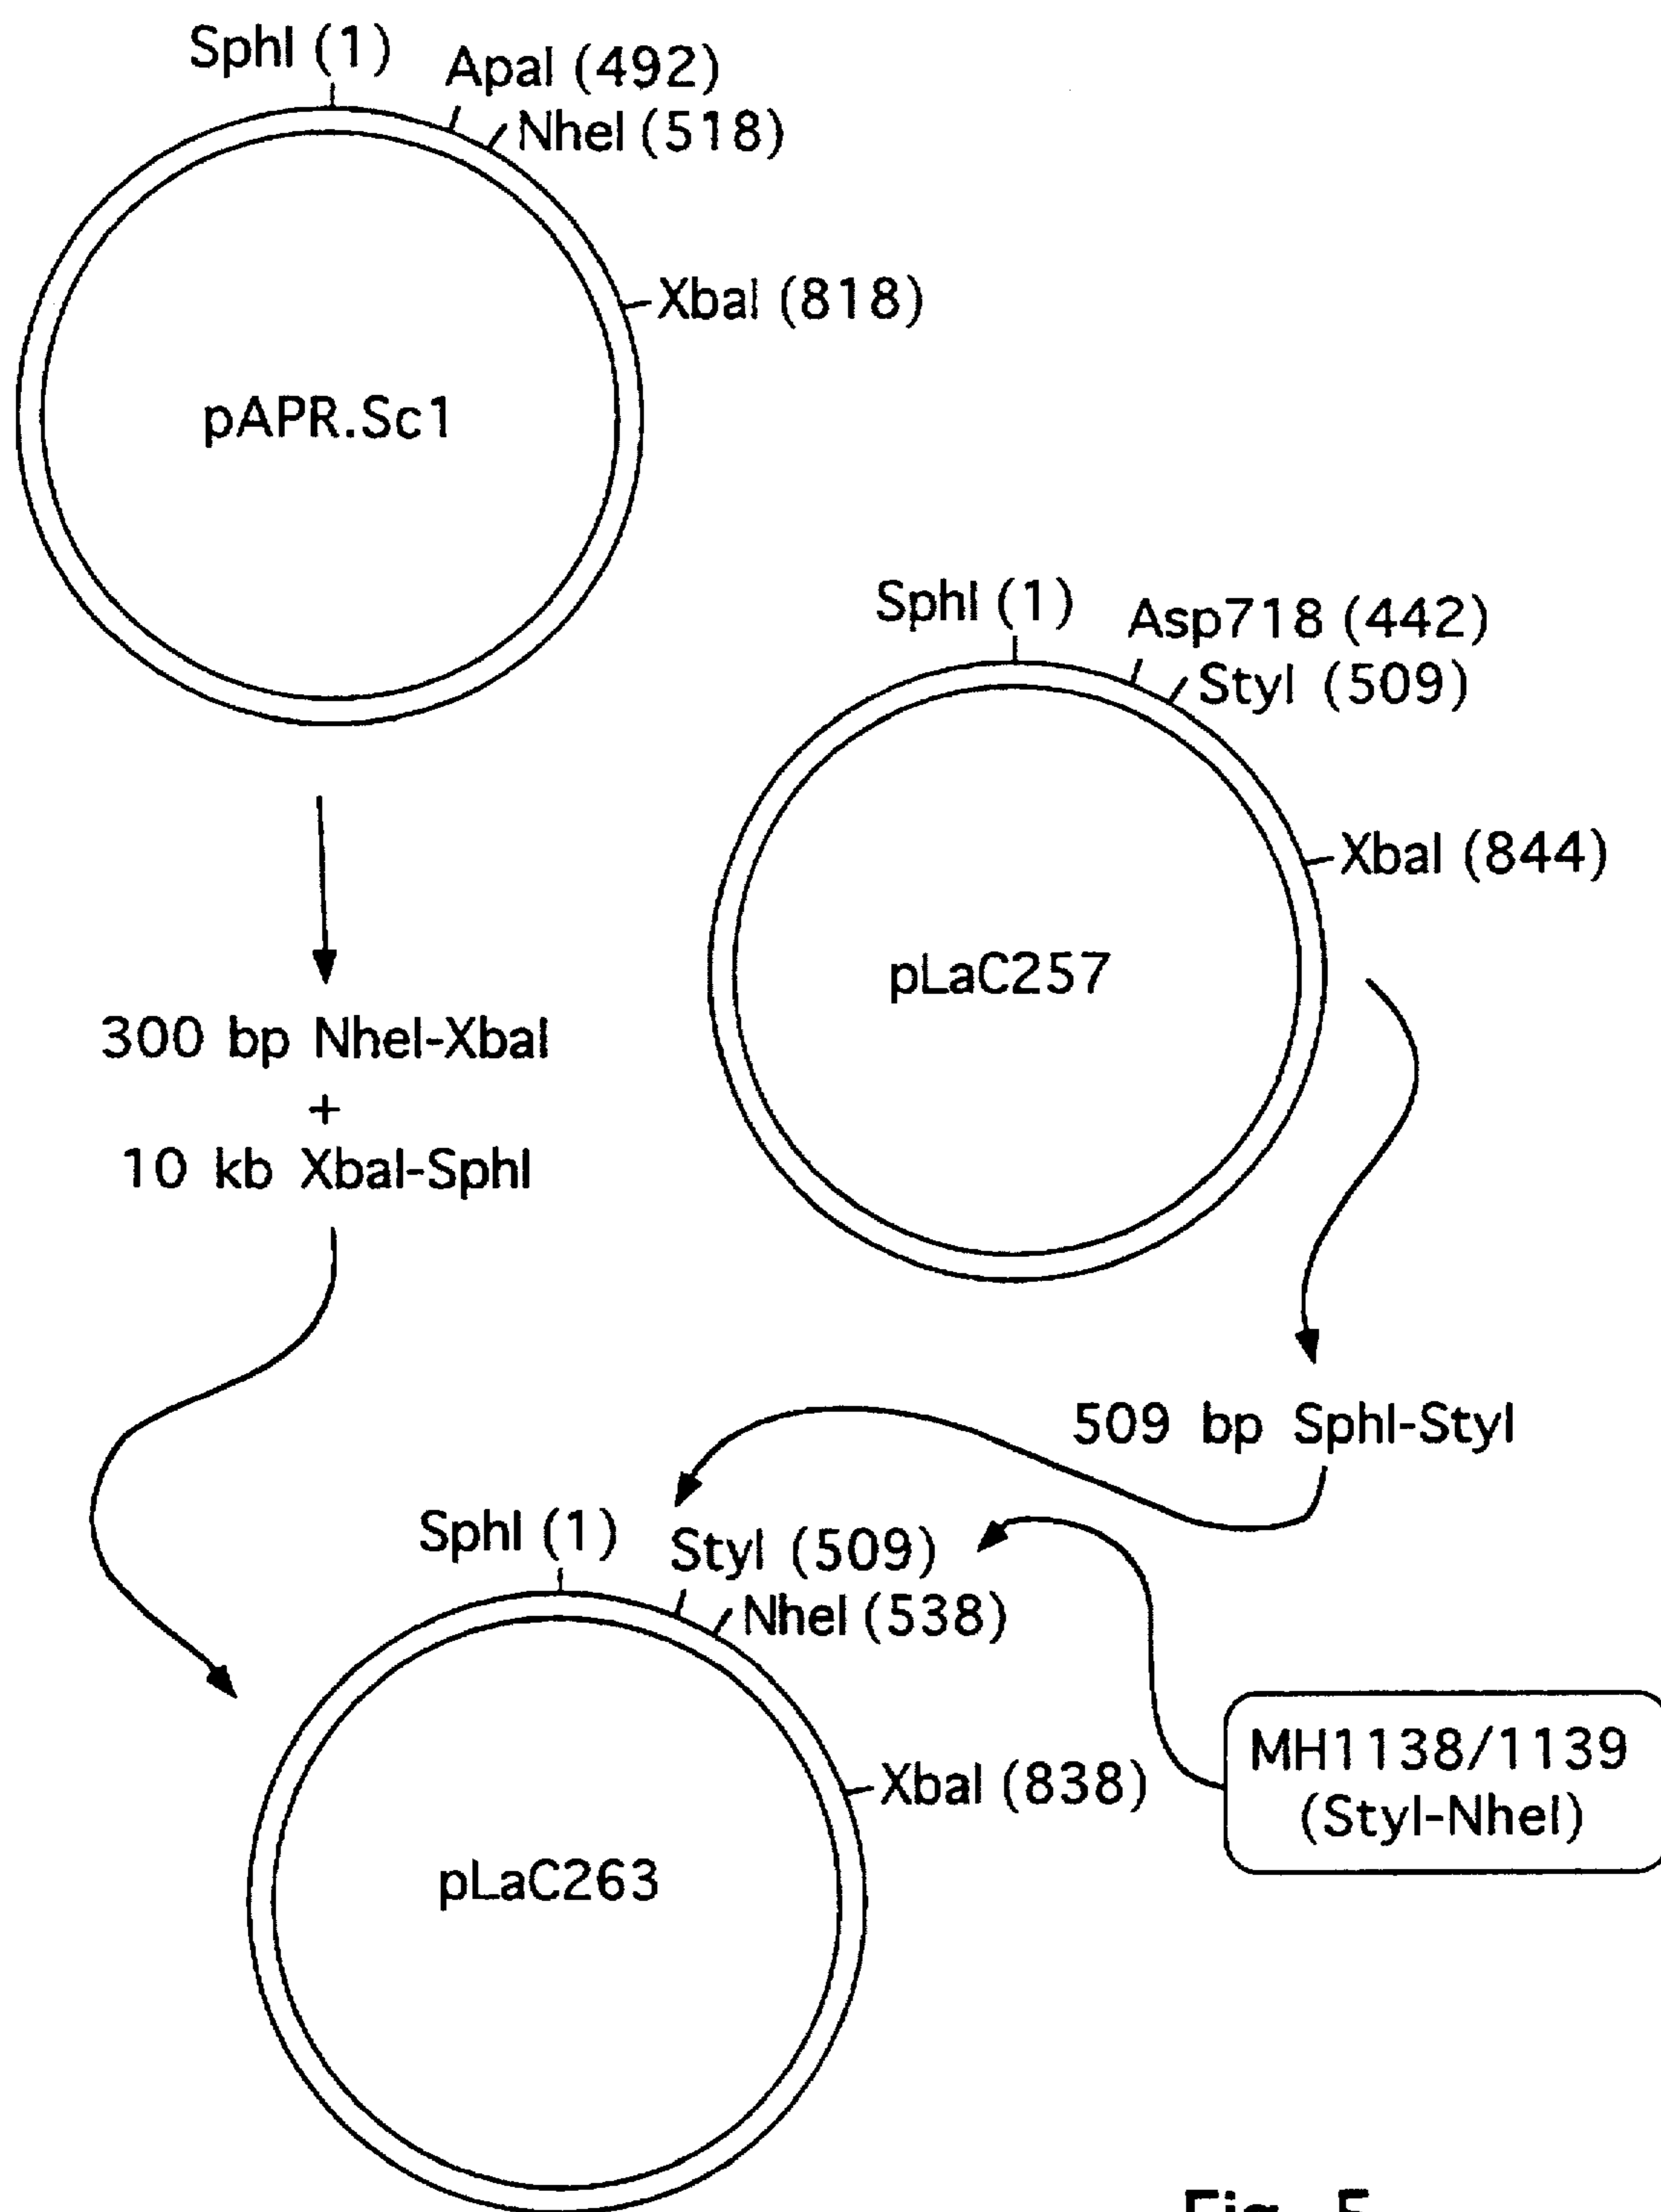 SphI (1)
ApaI (492)
NheI (518)
XbaI (818)
pAPR.Sc1
SphI (1)
Asp718 (442)
StyI (509)
XbaI (844)
pLaC257
300 bp NheI-XbaI
+
10 kb XbaI-SphI
509 bp SphI-StyI
SphI (1)
StyI (509)
NheI (538)
XbaI (838)
pLaC263
MH1138/1139
(StyI-NheI)
Fig. 5